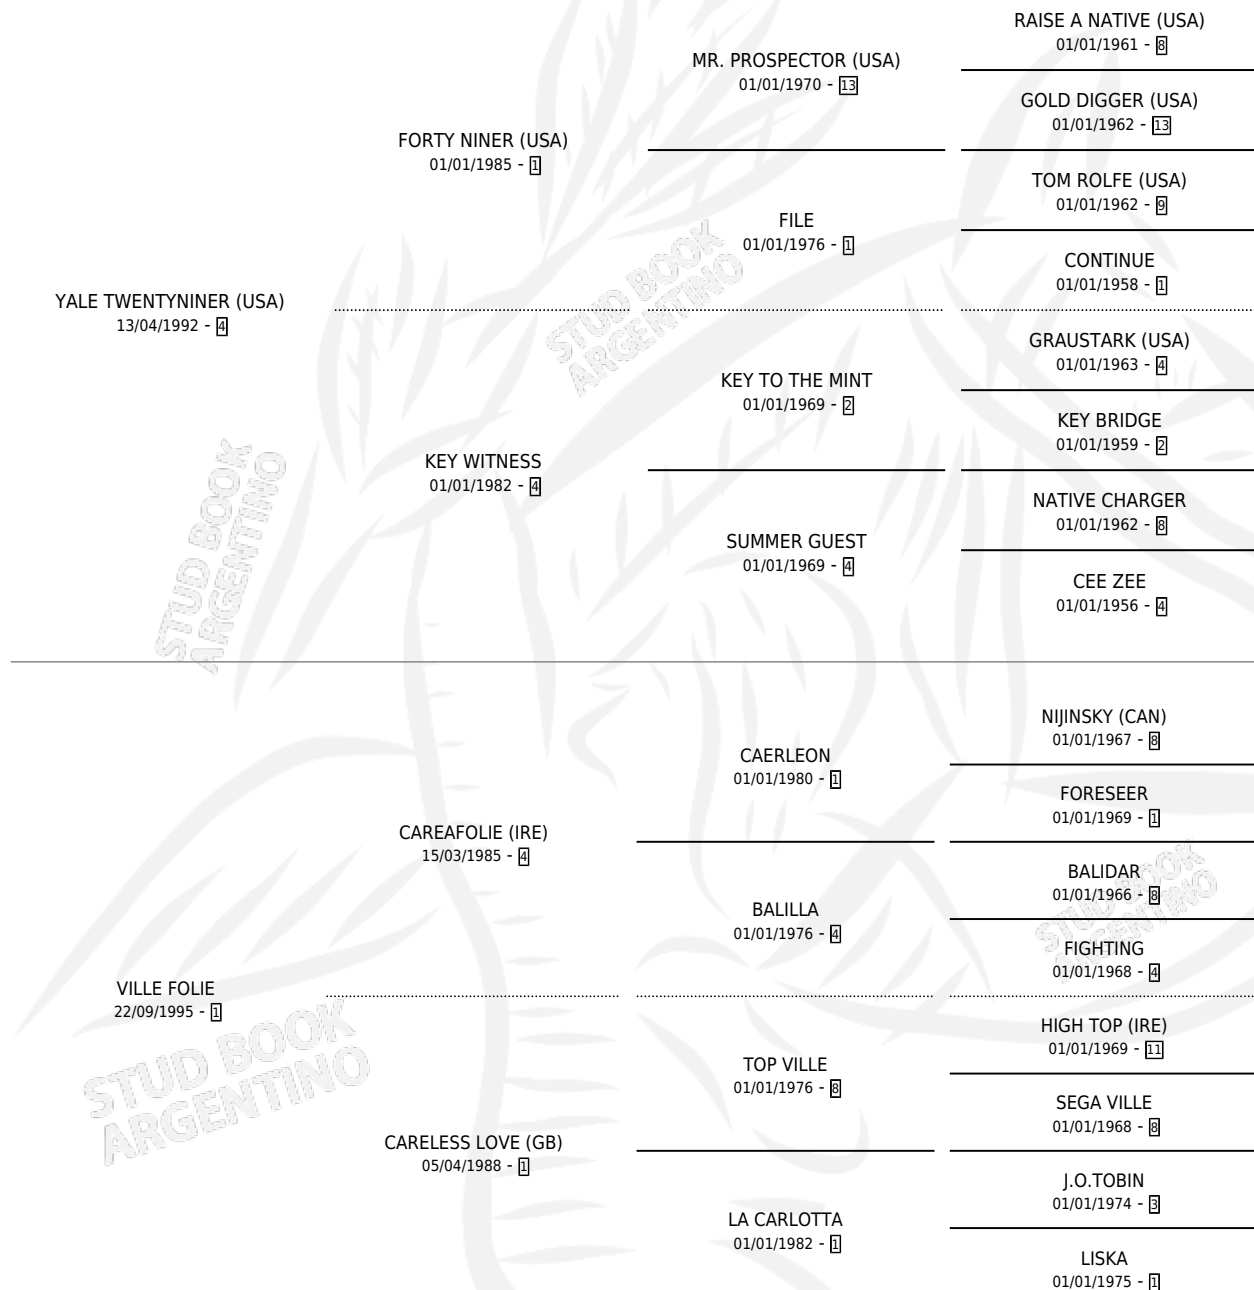 RAISE A NATIVE (USA)
01/01/1961 - 8
MR. PROSPECTOR (USA)
01/01/1970 - 13
GOLD DIGGER (USA)
01/01/1962 - 13
FORTY NINER (USA)
01/01/1985 - 1
TOM ROLFE (USA)
01/01/1962 - 9
FILE
01/01/1976 - 1
CONTINUE
01/01/1958 - 1
YALE TWENTYNINER (USA)
13/04/1992 - 4
GRAUSTARK (USA)
01/01/1963 - 4
KEY TO THE MINT
01/01/1969 - 2
KEY BRIDGE
01/01/1959 - 2
KEY WITNESS
01/01/1982 - 4
NATIVE CHARGER
01/01/1962 - 8
SUMMER GUEST
01/01/1969 - 4
CEE ZEE
01/01/1956 - 4
NIJINSKY (CAN)
01/01/1967 - 8
CAERLEON
01/01/1980 - 1
FORESEER
01/01/1969 - 1
CAREAFOLIE (IRE)
15/03/1985 - 4
BALIDAR
01/01/1966 - 8
BALILLA
01/01/1976 - 4
FIGHTING
01/01/1968 - 4
VILLE FOLIE
22/09/1995 - 1
HIGH TOP (IRE)
01/01/1969 - 11
TOP VILLE
01/01/1976 - 8
SEGA VILLE
01/01/1968 - 8
CARELESS LOVE (GB)
05/04/1988 - 1
J.O.TOBIN
01/01/1974 - 3
LA CARLOTTA
01/01/1982 - 1
LISKA
01/01/1975 - 1
STUD BOOK
ARGENTINO
STUD BOOK
ARGENTINO
STUD BOOK
ARGENTINO
STUD BOOK
ARGENTINO